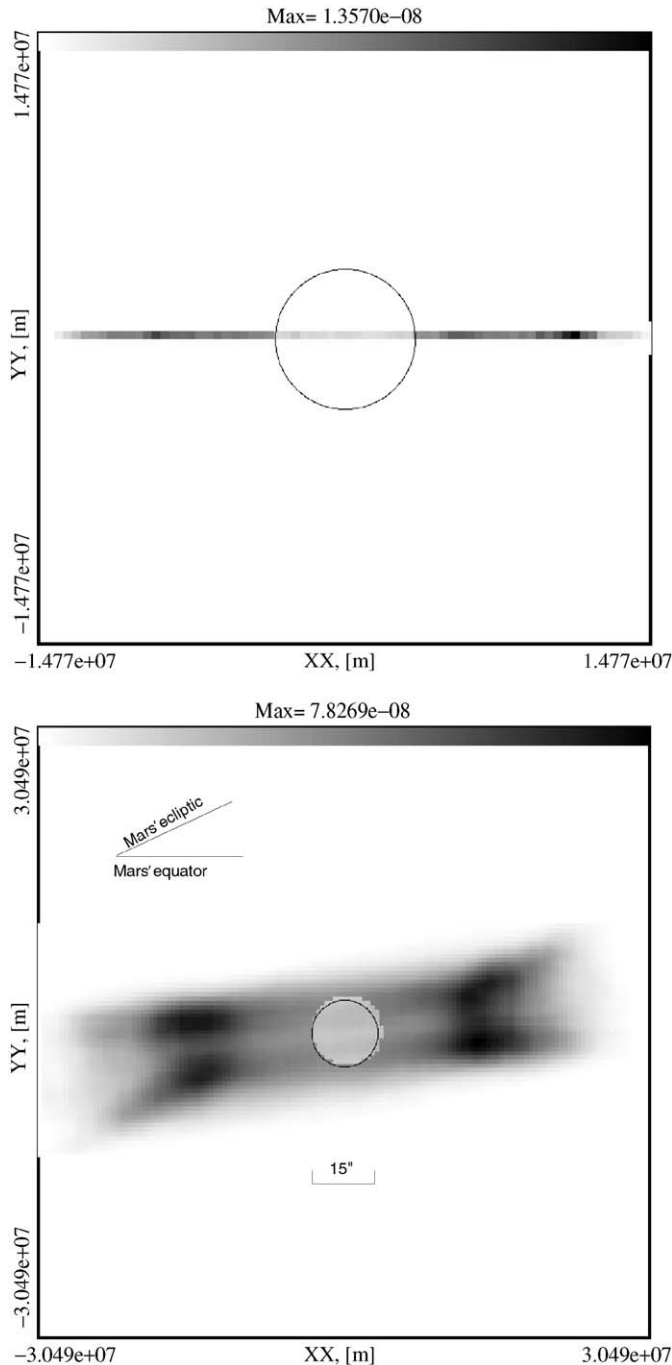 Max= 1.3570e−08
1.477e+07
YY, [m]
−1.477e+07
−1.477e+07 XX, [m] 1.477e+07
Max= 7.8269e−08
3.049e+07
Mars' ecliptic
Mars' equator
YY, [m]
15"
−3.049e+07
−3.049e+07 XX, [m] 3.049e+07